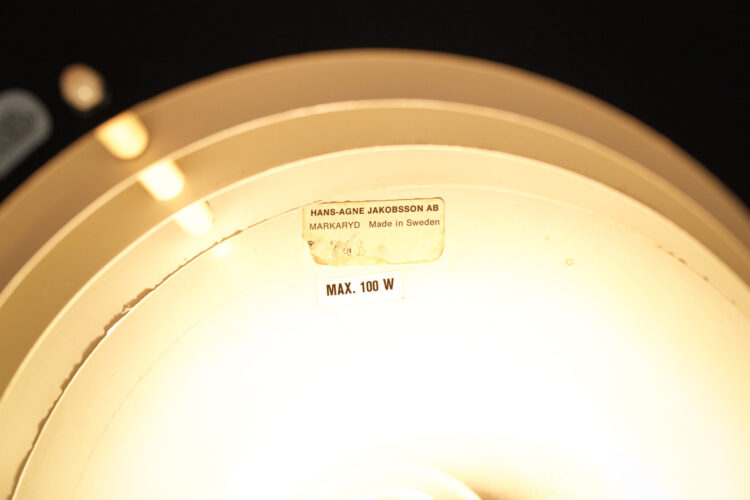 HANS-AGNE JAKOBSSON AB
MARKARYD Made in Sweden
MAX. 100 W